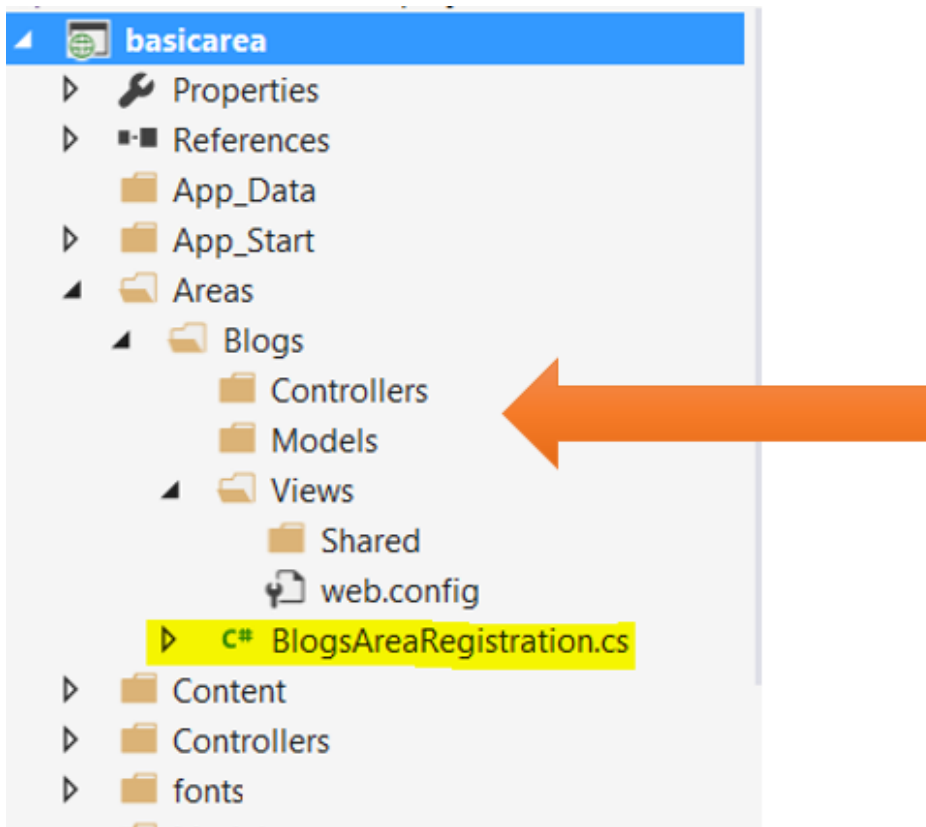 basicarea
Properties
References
App_Data
App_Start
Areas
Blogs
Controllers
Models
Views
Shared
web.config
C# BlogsAreaRegistration.cs
Content
Controllers
fonts